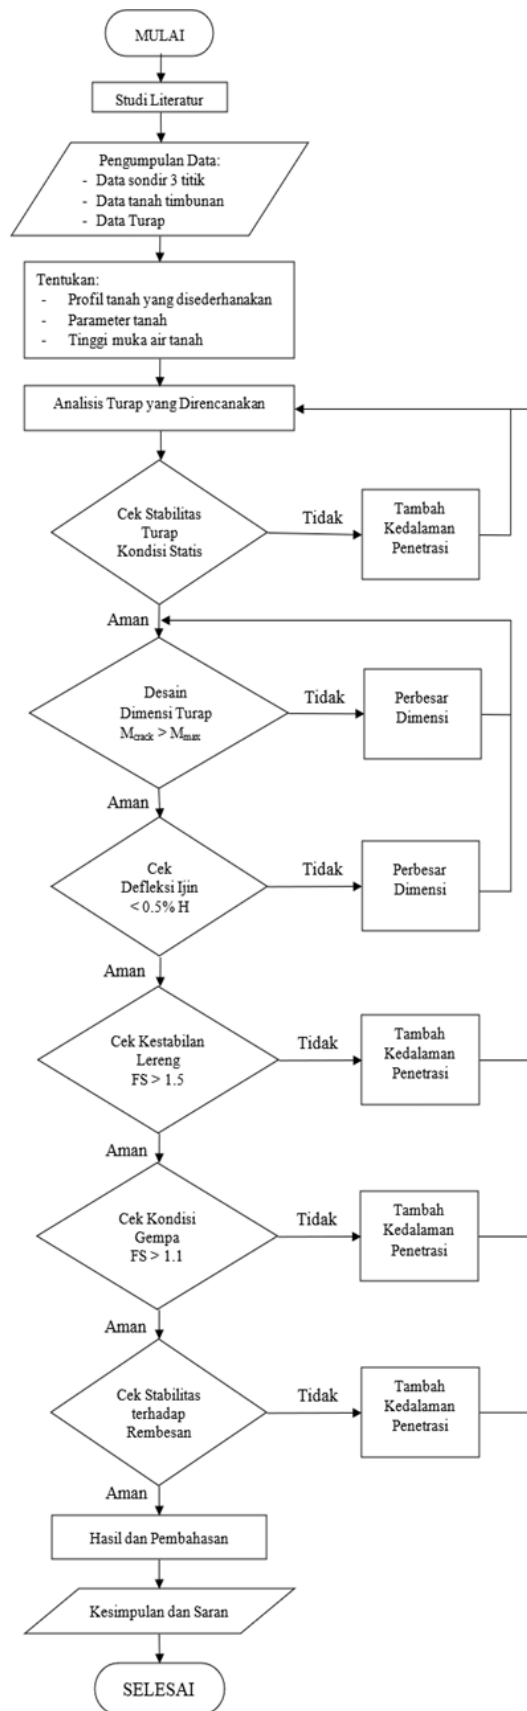 MULAI
Studi Literatur
Pengumpulan Data:
- Data sondir 3 titik
- Data tanah timbunan
- Data Turap
Tentukan:
- Profil tanah yang disederhanakan
- Parameter tanah
- Tinggi muka air tanah
Analisis Turap yang Direncanakan
Cek Stabilitas
Turap
Kondisi Statis
Tidak
Tambah
Kedalaman
Penetrasi
Aman
Desain
Dimensi Turap
Mcrack > Mmax
Tidak
Perbesar
Dimensi
Aman
Cek
Defleksi Ijin
< 0.5% H
Tidak
Perbesar
Dimensi
Aman
Cek Kestabilan
Lereng
FS > 1.5
Tidak
Tambah
Kedalaman
Penetrasi
Aman
Cek Kondisi
Gempa
FS > 1.1
Tidak
Tambah
Kedalaman
Penetrasi
Aman
Cek Stabilitas
terhadap
Rembesan
Tidak
Tambah
Kedalaman
Penetrasi
Aman
Hasil dan Pembahasan
Kesimpulan dan Saran
SELESAI